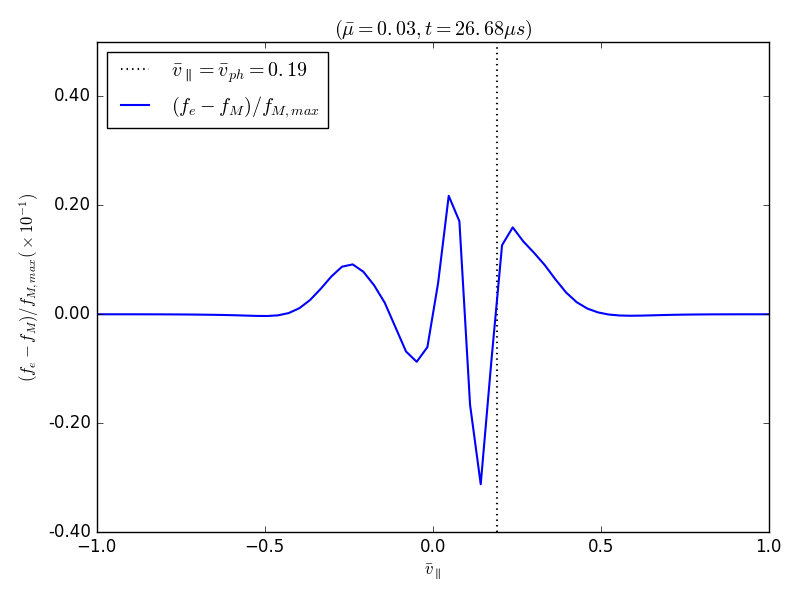 (μ̄ = 0.03, t = 26.68μs)
v̄∥ = v̄ph = 0.19
(fe − fM)/fM,max
0.40
0.20
0.00
-0.20
-0.40
(fe − fM)/fM,max(×10⁻¹)
−1.0 −0.5 0.0 0.5 1.0
v̄∥